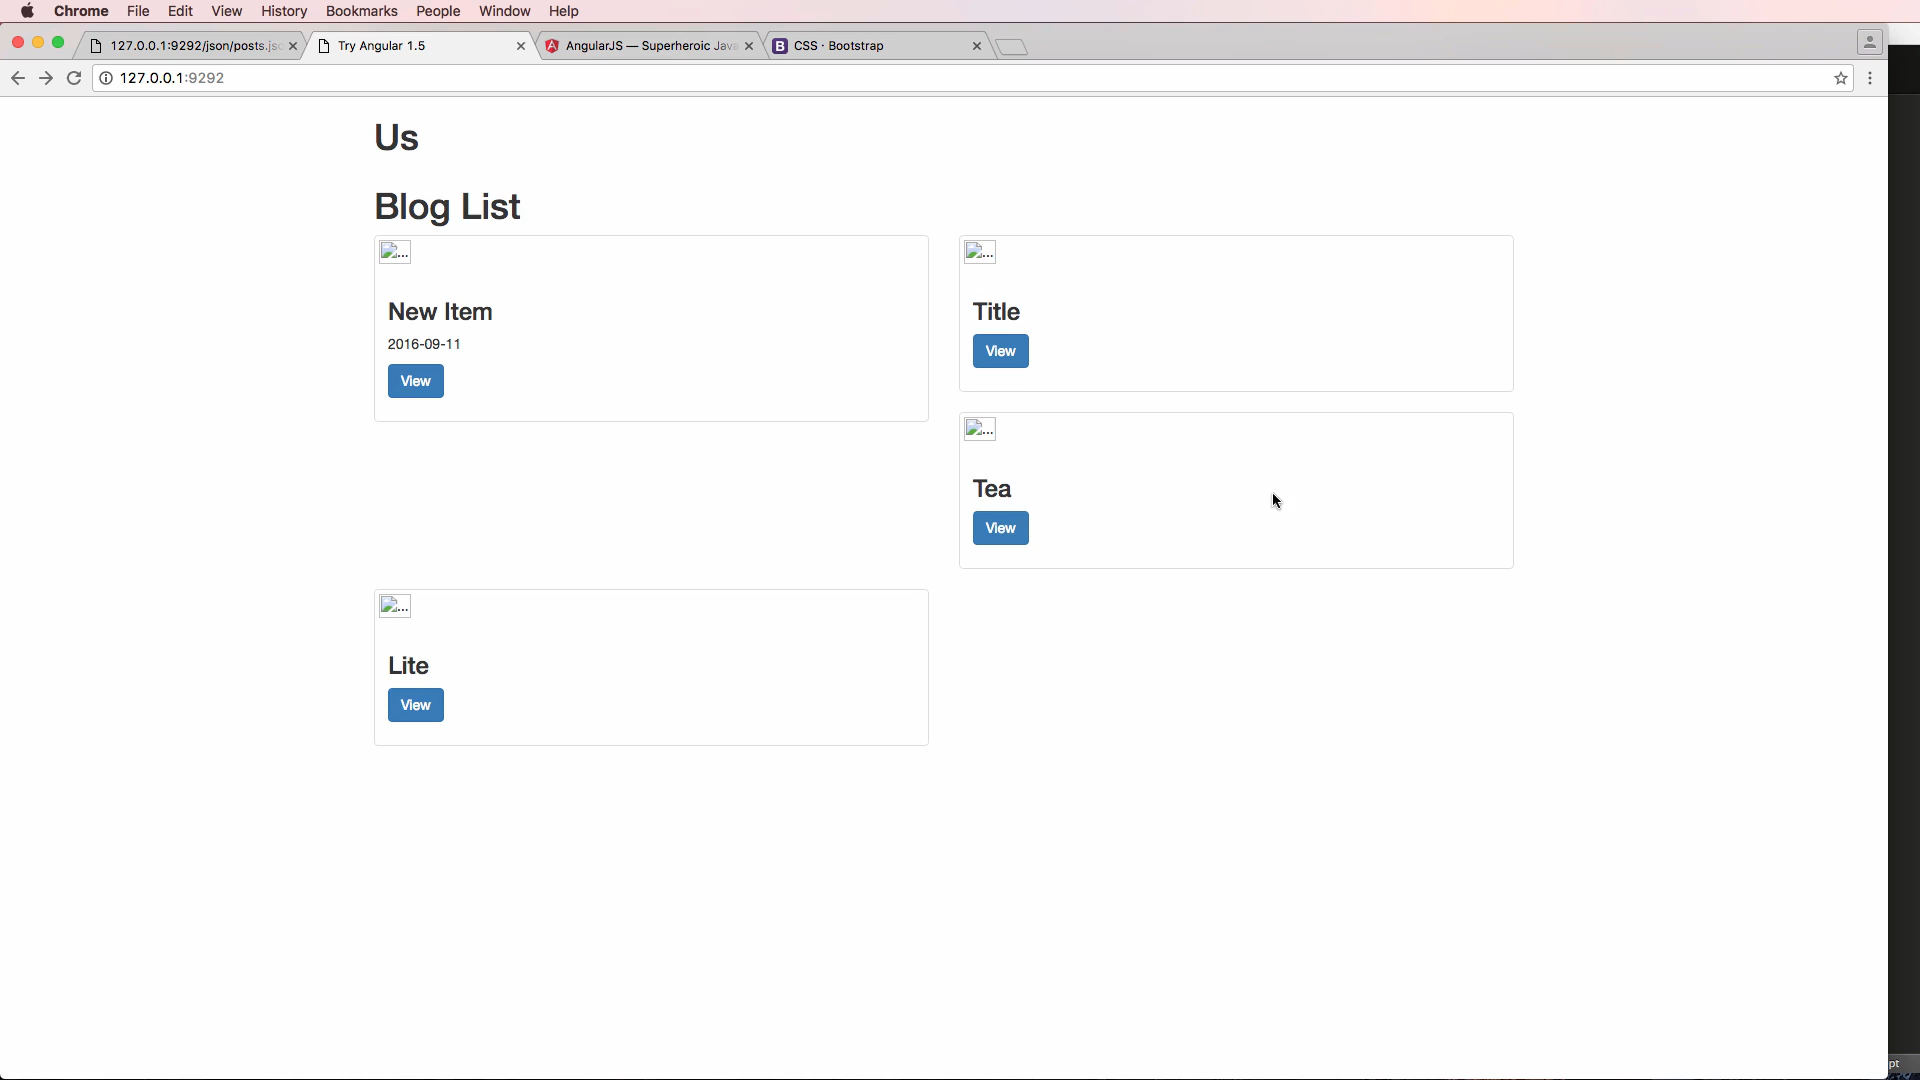 Chrome File Edit View History Bookmarks People Window Help
127.0.0.1:9292/json/posts.js
Try Angular 1.5
AngularJS — Superheroic Java
CSS · Bootstrap
127.0.0.1:9292
Us
Blog List
...
New Item
2016-09-11
View
...
Title
View
...
Tea
View
...
Lite
View
pt